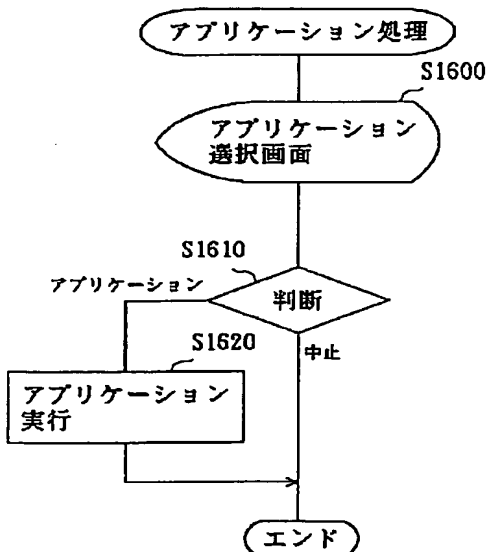 アプリケーション処理
S1600
アプリケーション
選択画面
S1610
アプリケーション
判断
中止
S1620
アプリケーション
実行
エンド